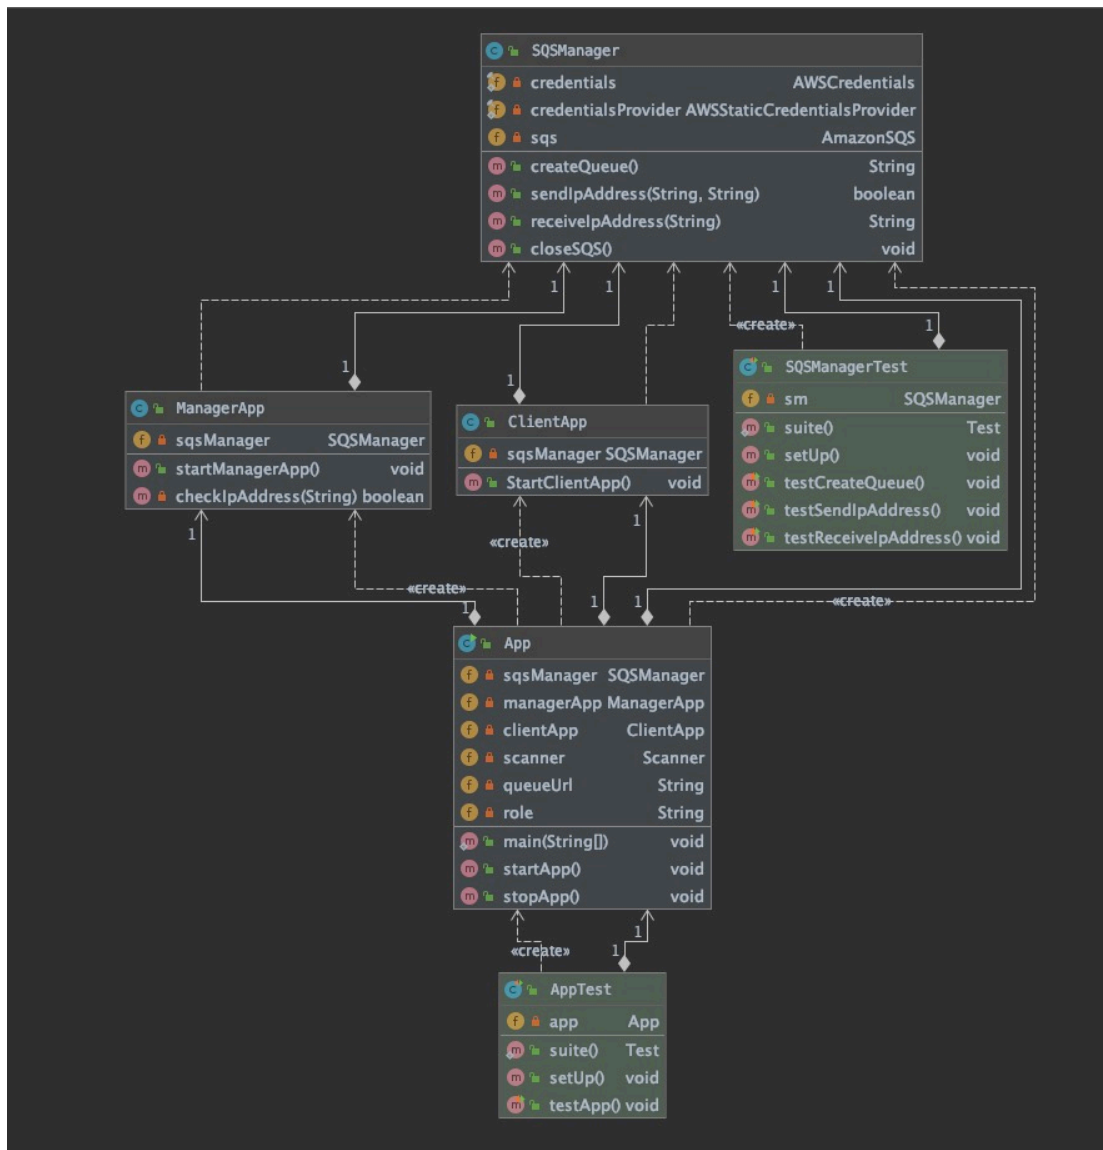 SQSManager
credentials AWSCredentials
credentialsProvider AWSStaticCredentialsProvider
sqs AmazonSQS
createQueue() String
sendIpAddress(String, String) boolean
receiveIpAddress(String) String
closeSQS() void
1 1 1 1
«create»
1
1
1
SQSManagerTest
sm SQSManager
suite() Test
setUp() void
testCreateQueue() void
testSendIpAddress() void
testReceiveIpAddress() void
ManagerApp
sqsManager SQSManager
startManagerApp() void
checkIpAddress(String) boolean
ClientApp
sqsManager SQSManager
StartClientApp() void
1
1
«create»
«create»
«create»
1 1 1
App
sqsManager SQSManager
managerApp ManagerApp
clientApp ClientApp
scanner Scanner
queueUrl String
role String
main(String[]) void
startApp() void
stopApp() void
1
«create» 1
AppTest
app App
suite() Test
setUp() void
testApp() void